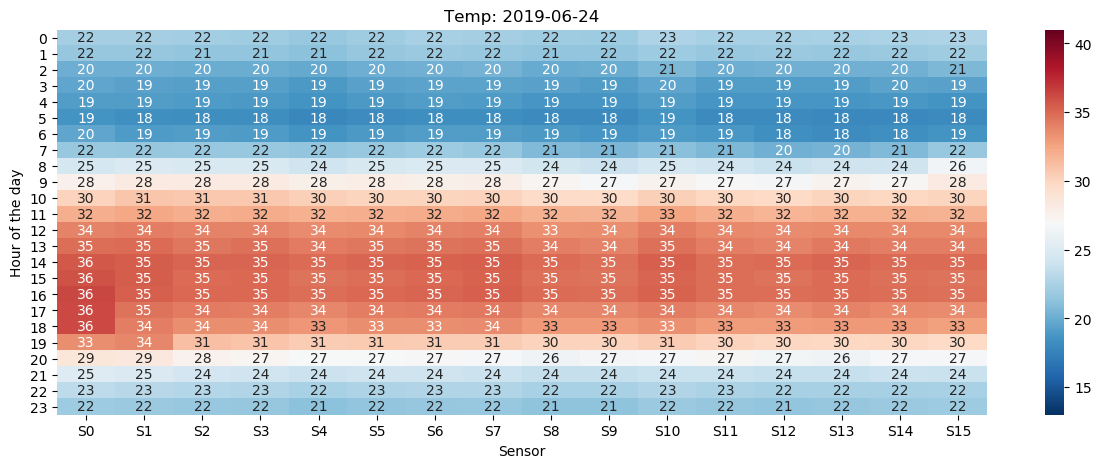 Temp: 2019-06-24
0 22 22 22 22 22 22 22 22 22 22 23 22 22 22 23 23
1 22 22 21 21 21 22 22 22 21 22 22 22 22 22 22 22
2 20 20 20 20 20 20 20 20 20 20 21 20 20 20 20 21
3 20 19 19 19 19 19 19 19 19 19 20 19 19 19 20 19
4 19 19 19 19 19 19 19 19 19 19 19 19 19 19 19 19
5 19 18 18 18 18 18 18 18 18 18 19 18 18 18 18 18
6 20 19 19 19 19 19 19 19 19 19 19 19 18 18 18 19
7 22 22 22 22 22 22 22 22 21 21 21 21 20 20 21 22
8 25 25 25 25 24 25 25 25 24 24 25 24 24 24 24 26
9 28 28 28 28 28 28 28 28 27 27 27 27 27 27 27 28
10 30 31 31 31 30 30 30 30 30 30 30 30 30 30 30 30
11 32 32 32 32 32 32 32 32 32 32 33 32 32 32 32 32
12 34 34 34 34 34 34 34 34 33 34 34 34 34 34 34 34
13 35 35 35 35 34 35 35 35 34 34 35 34 34 34 34 34
14 36 35 35 35 35 35 35 35 35 35 35 35 35 35 35 35
15 36 35 35 35 35 35 35 35 35 35 35 35 35 35 35 35
16 36 35 35 35 35 35 35 35 35 35 35 35 35 35 35 35
17 36 35 34 34 34 34 34 34 34 34 34 34 34 34 34 34
18 36 34 34 34 33 33 33 34 33 33 33 33 33 33 33 33
19 33 34 31 31 31 31 31 31 30 30 31 30 30 30 30 30
20 29 29 28 27 27 27 27 27 26 27 27 27 27 26 27 27
21 25 25 24 24 24 24 24 24 24 24 24 24 24 24 24 24
22 23 23 23 23 22 23 23 23 22 22 23 23 22 22 22 22
23 22 22 22 22 21 22 22 22 21 21 22 22 21 22 22 22
S0 S1 S2 S3 S4 S5 S6 S7 S8 S9 S10 S11 S12 S13 S14 S15
Sensor
Hour of the day
40
35
30
25
20
15